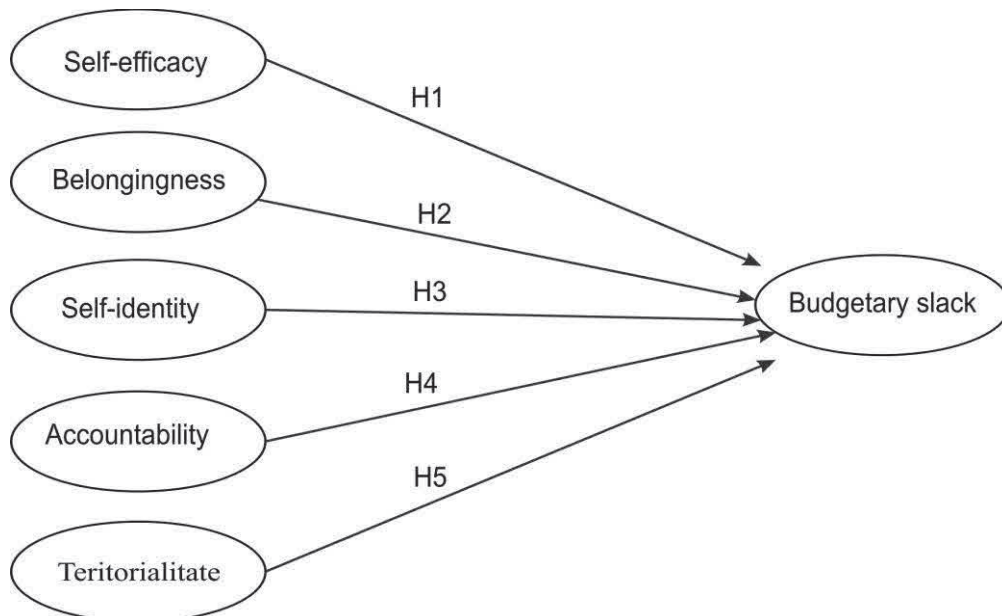 Self-efficacy
H1
Belongingness
H2
Self-identity
H3
Budgetary slack
H4
Accountability
H5
Teritorialitate